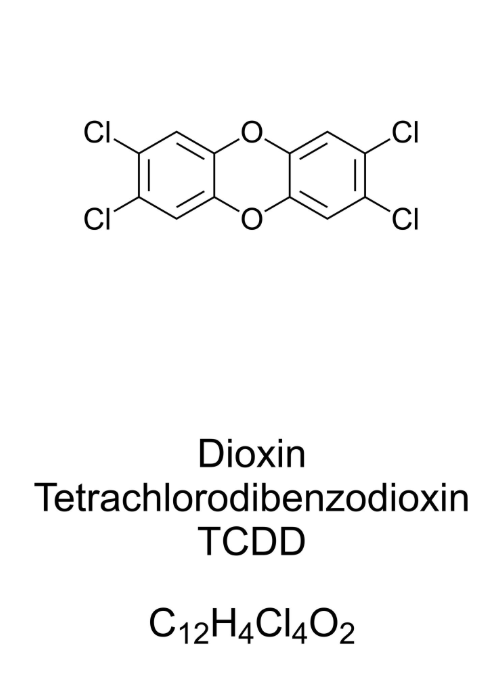 Cl O Cl
Cl O Cl
Dioxin
Tetrachlorodibenzodioxin
TCDD
C₁₂H₄Cl₄O₂